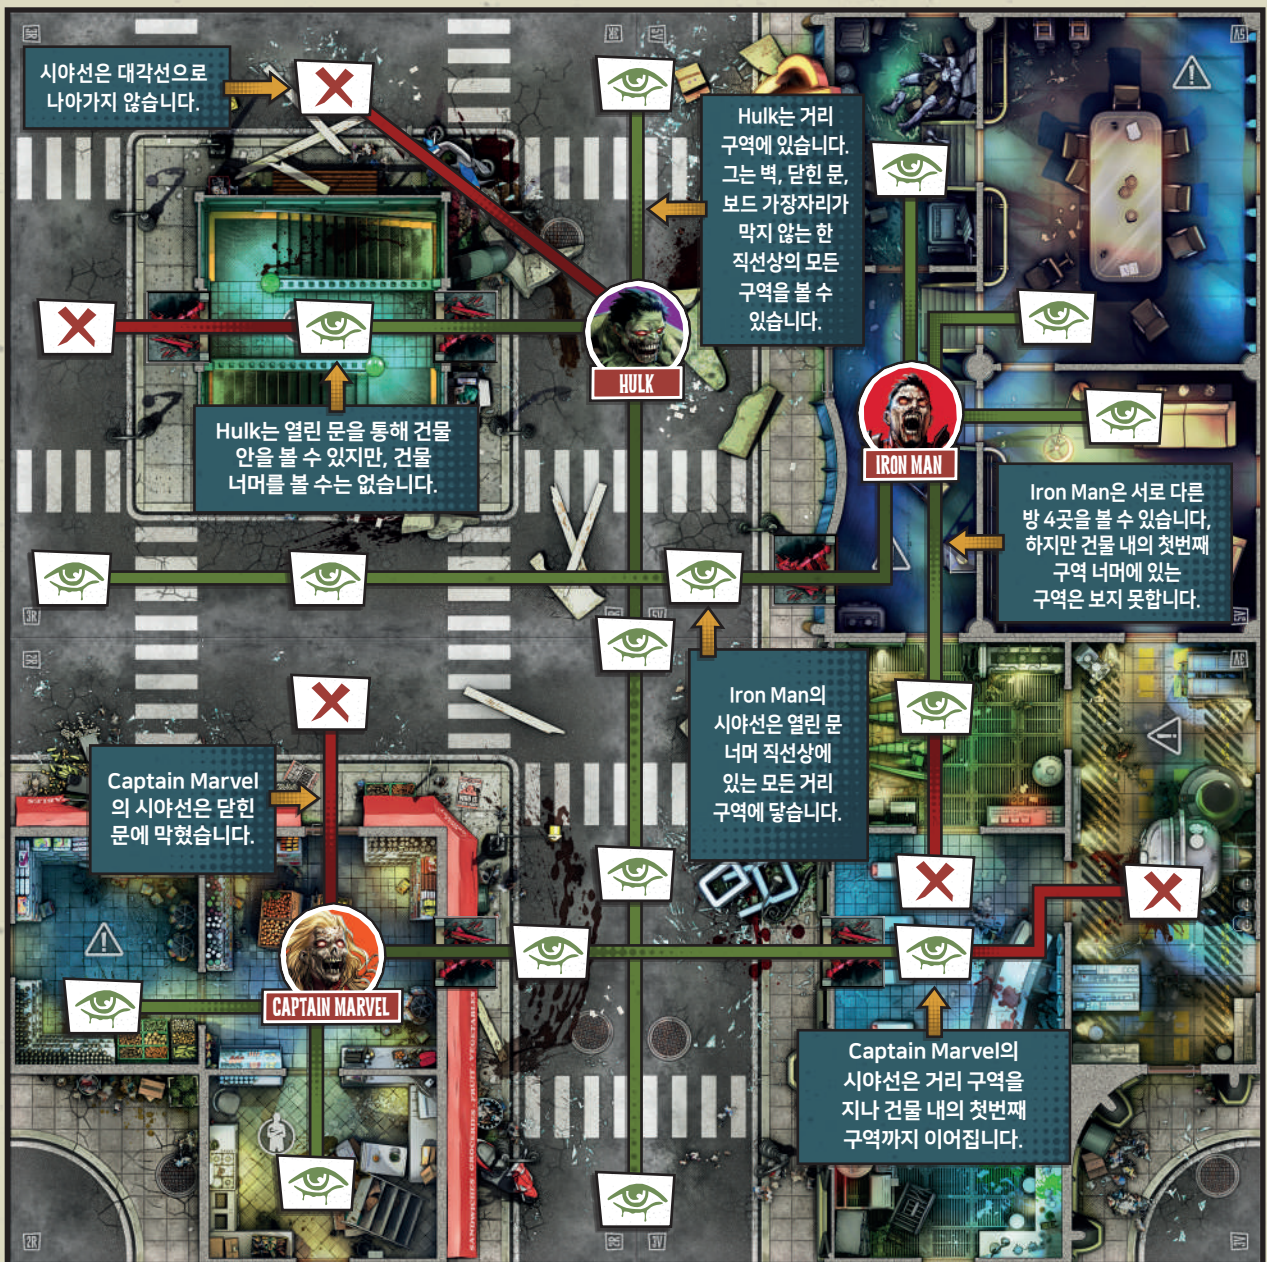 시야선은 대각선으로
나아가지 않습니다.
Hulk는 거리
구역에 있습니다.
그는 벽, 닫힌 문,
보드 가장자리가
막지 않는 한
직선상의 모든
구역을 볼 수
있습니다.
HULK
Hulk는 열린 문을 통해 건물
안을 볼 수 있지만, 건물
너머를 볼 수는 없습니다.
IRON MAN
Iron Man은 서로 다른
방 4곳을 볼 수 있습니다,
하지만 건물 내의 첫번째
구역 너머에 있는
구역은 보지 못합니다.
3R
Iron Man의
시야선은 열린 문
너머 직선상에
있는 모든 거리
구역에 닿습니다.
Captain Marvel
의 시야선은 닫힌
문에 막혔습니다.
CAPTAIN MARVEL
Captain Marvel의
시야선은 거리 구역을
지나 건물 내의 첫번째
구역까지 이어집니다.
SANDWICHES · GROCERIES · FRUIT · VEGETABLES
2R
3V